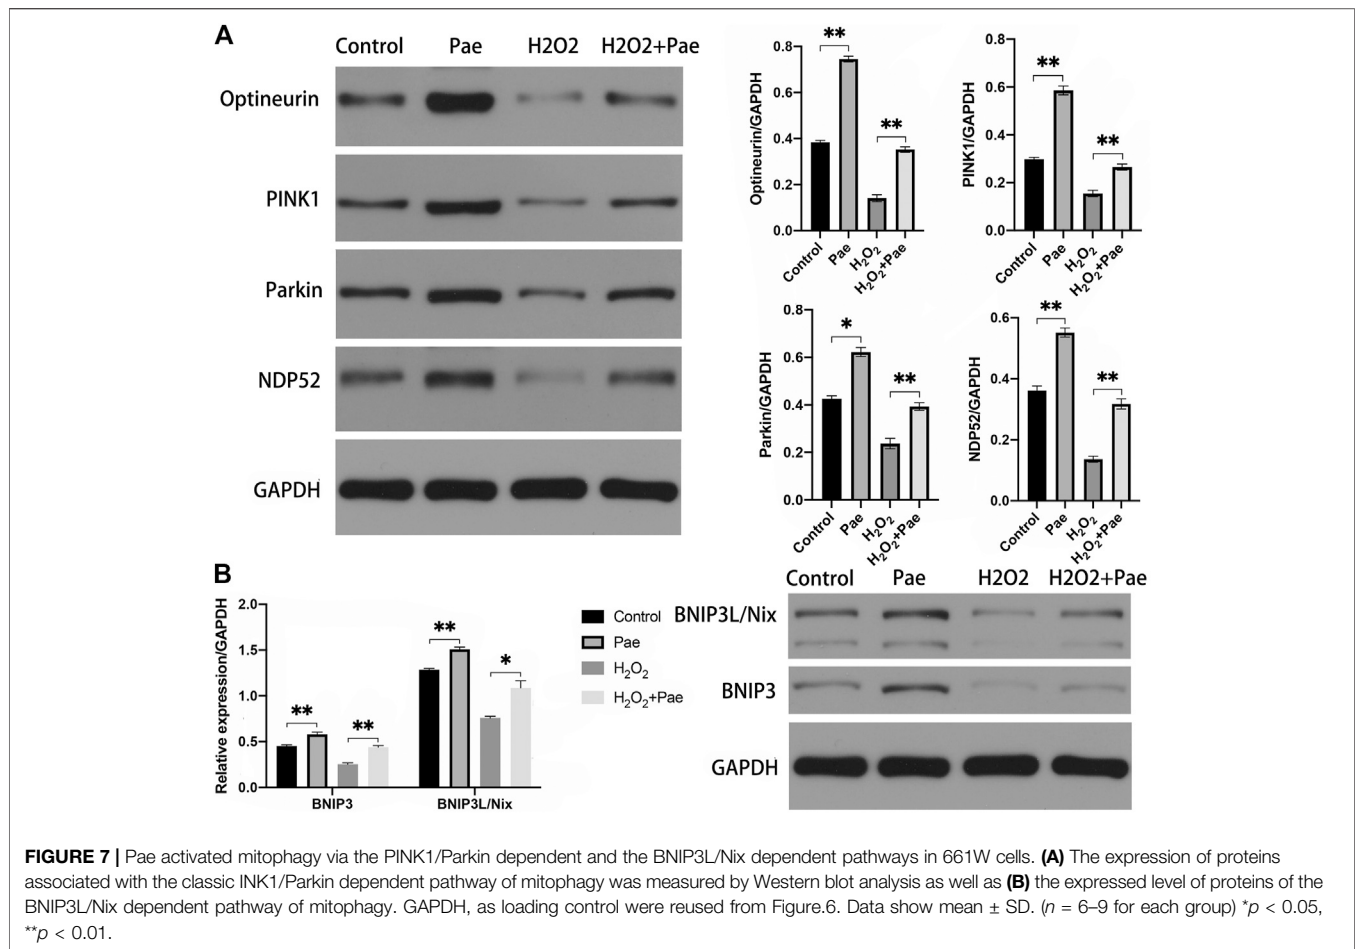 A
Control Pae H2O2 H2O2+Pae
Optineurin
PINK1
Parkin
NDP52
GAPDH
Optineurin/GAPDH
0.8
0.6
0.4
0.2
0.0
**
**
Control Pae H2O2 H2O2+Pae
PINK1/GAPDH
0.8
0.6
0.4
0.2
0.0
**
**
Control Pae H2O2 H2O2+Pae
Parkin/GAPDH
0.8
0.6
0.4
0.2
0.0
*
**
Control Pae H2O2 H2O2+Pae
NDP52/GAPDH
0.6
0.4
0.2
0.0
**
**
Control Pae H2O2 H2O2+Pae
B
Relative expression/GAPDH
2.0
1.5
1.0
0.5
0.0
**
**
**
*
BNIP3 BNIP3L/Nix
Control
Pae
H2O2
H2O2+Pae
Control Pae H2O2 H2O2+Pae
BNIP3L/Nix
BNIP3
GAPDH
FIGURE 7 | Pae activated mitophagy via the PINK1/Parkin dependent and the BNIP3L/Nix dependent pathways in 661W cells. (A) The expression of proteins
associated with the classic INK1/Parkin dependent pathway of mitophagy was measured by Western blot analysis as well as (B) the expressed level of proteins of the
BNIP3L/Nix dependent pathway of mitophagy. GAPDH, as loading control were reused from Figure.6. Data show mean ± SD. (n = 6–9 for each group) *p < 0.05,
**p < 0.01.